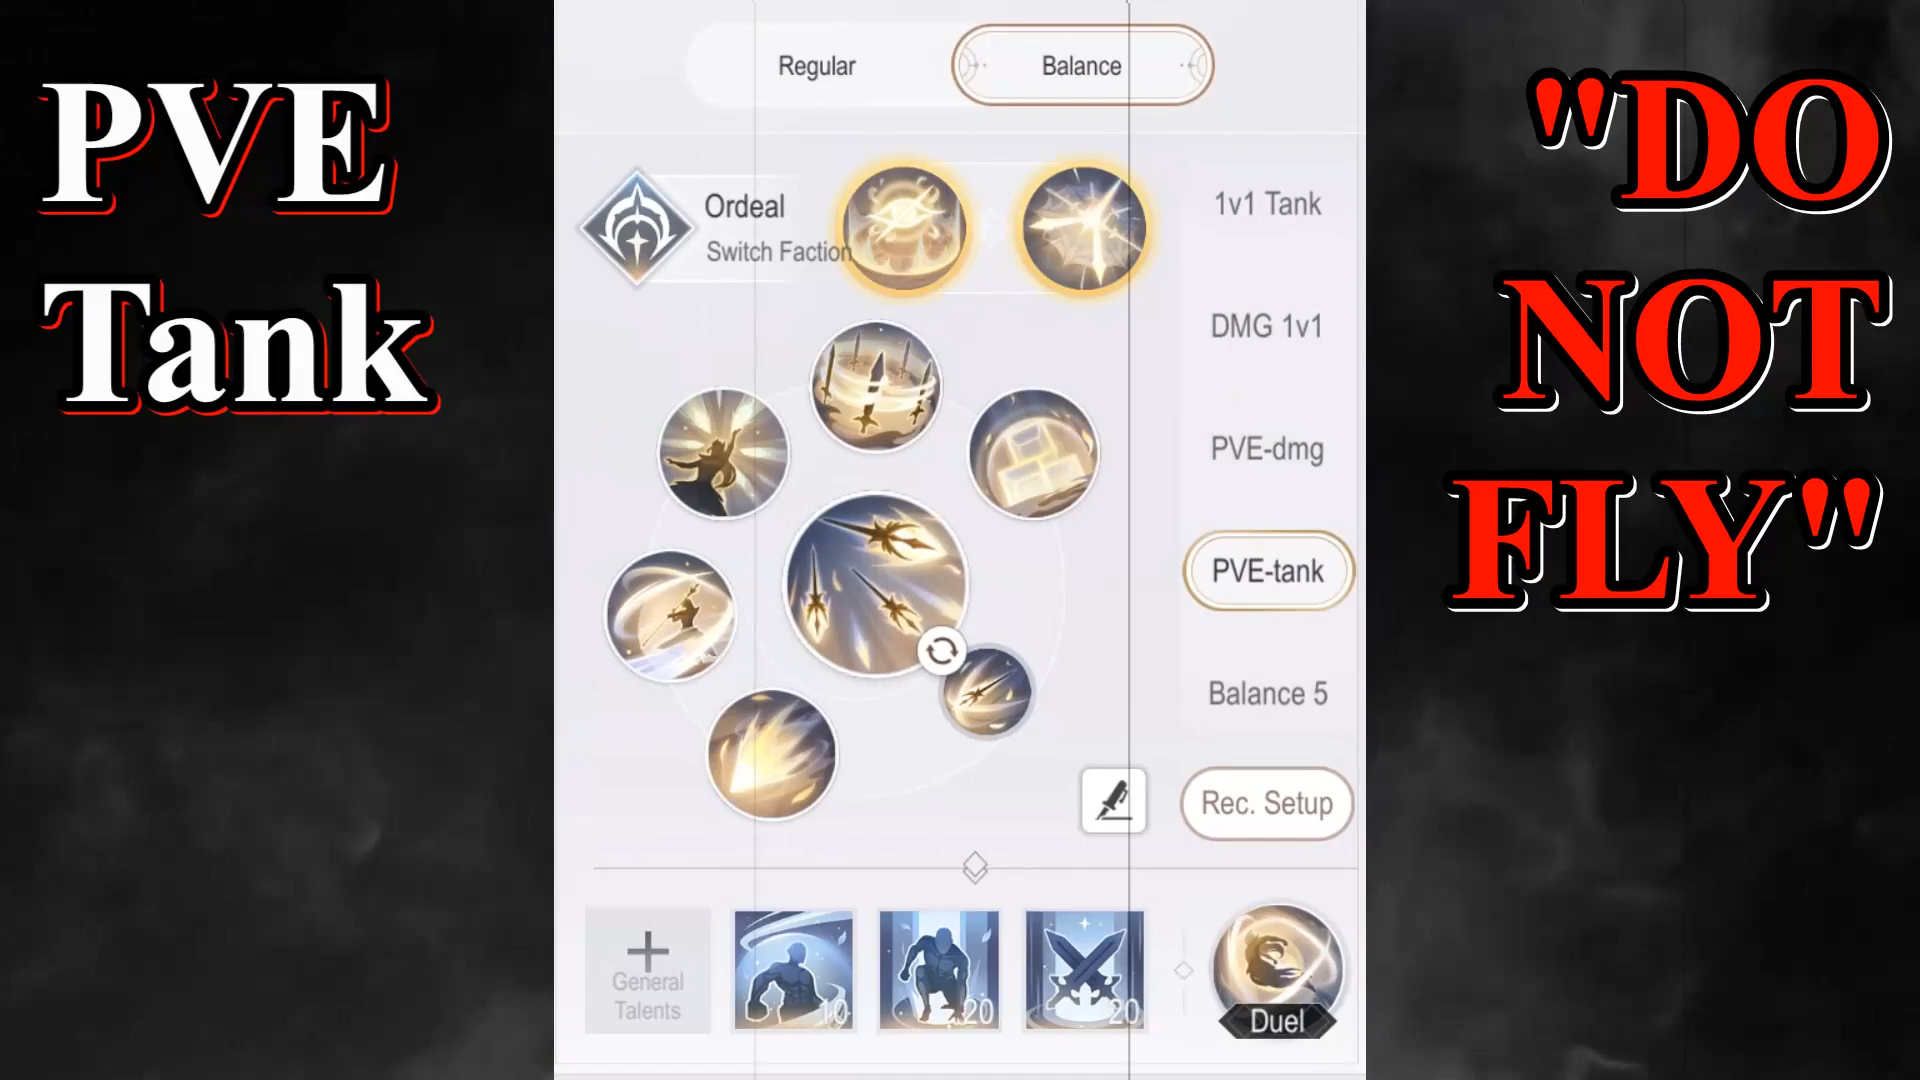 PVE
Tank
"DO
NOT
FLY"
Regular
Balance
Ordeal
Switch Faction
1v1 Tank
DMG 1v1
PVE-dmg
PVE-tank
Balance 5
Rec. Setup
General
Talents
10
20
20
Duel